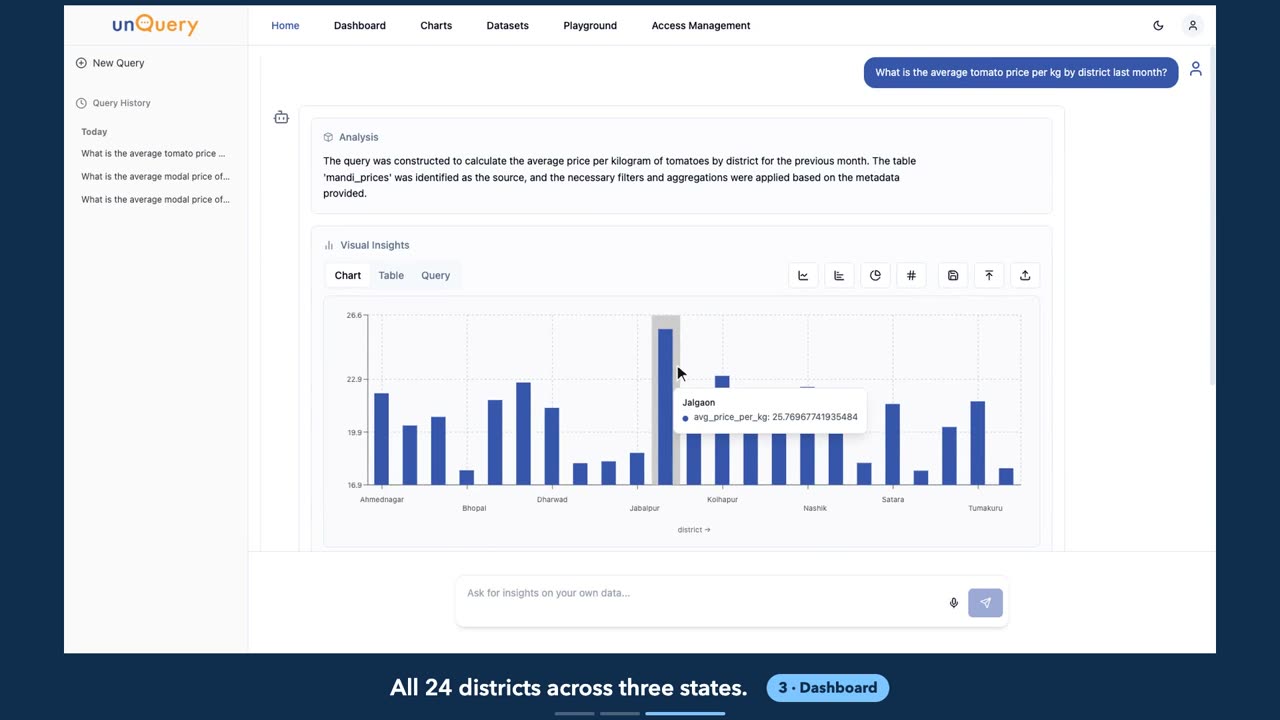 unQuery
Home
Dashboard
Charts
Datasets
Playground
Access Management
New Query
Query History
Today
What is the average tomato price ...
What is the average modal price of...
What is the average modal price of...
What is the average tomato price per kg by district last month?
Analysis
The query was constructed to calculate the average price per kilogram of tomatoes by district for the previous month. The table
'mandi_prices' was identified as the source, and the necessary filters and aggregations were applied based on the metadata
provided.
Visual Insights
Chart
Table
Query
26.6
22.9
19.9
16.9
Jalgaon
avg_price_per_kg: 25.76967741935484
Ahmednagar
Bhopal
Dharwad
Jabalpur
Kolhapur
Nashik
Satara
Tumakuru
district →
Ask for insights on your own data...
All 24 districts across three states.
3 · Dashboard